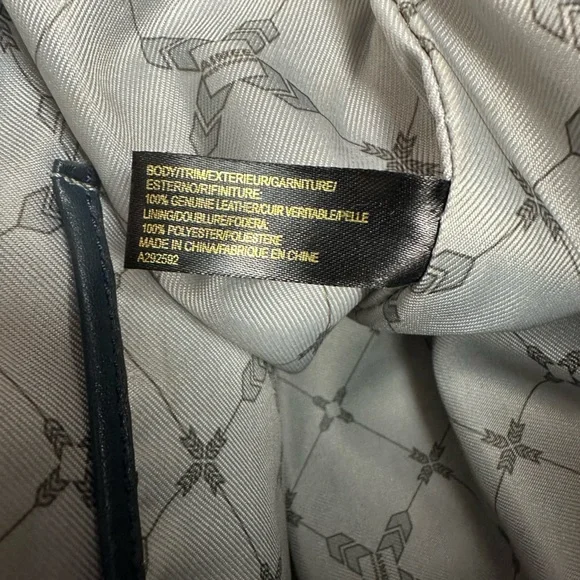 BODY/TRIM/EXTERIEUR/GARNITURE/
ESTERNO/RIFINITURE:
100% GENUINE LEATHER/CUIR VERITABLE/PELLE
LINING/DOUBLURE/FODERA:
100% POLYESTER/POLIESTERE
MADE IN CHINA/FABRIQUE EN CHINE
A292592